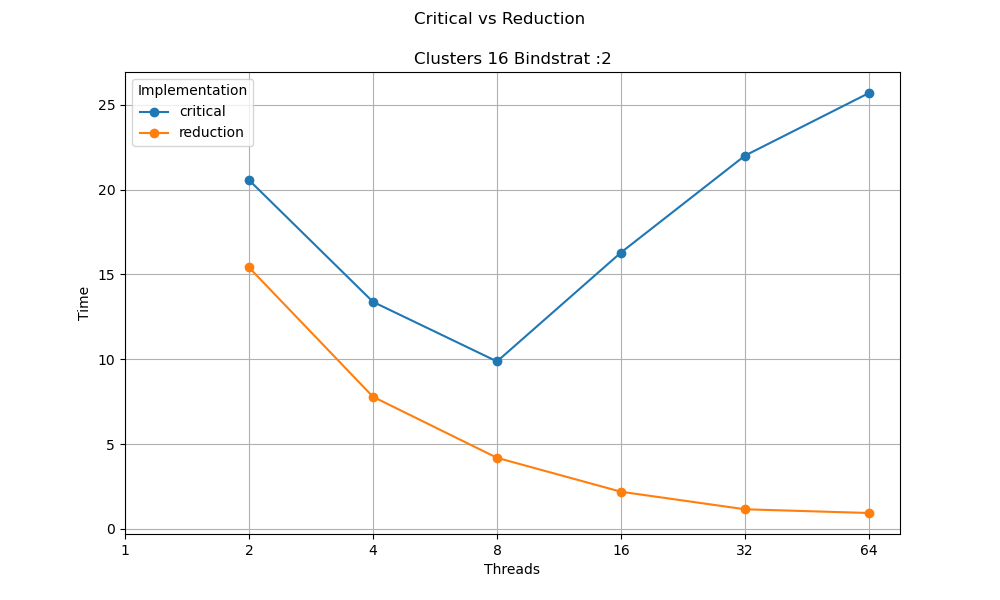 Critical vs Reduction
Clusters 16 Bindstrat :2
Implementation
critical
reduction
25
20
15
10
5
0
Time
1 2 4 8 16 32 64
Threads